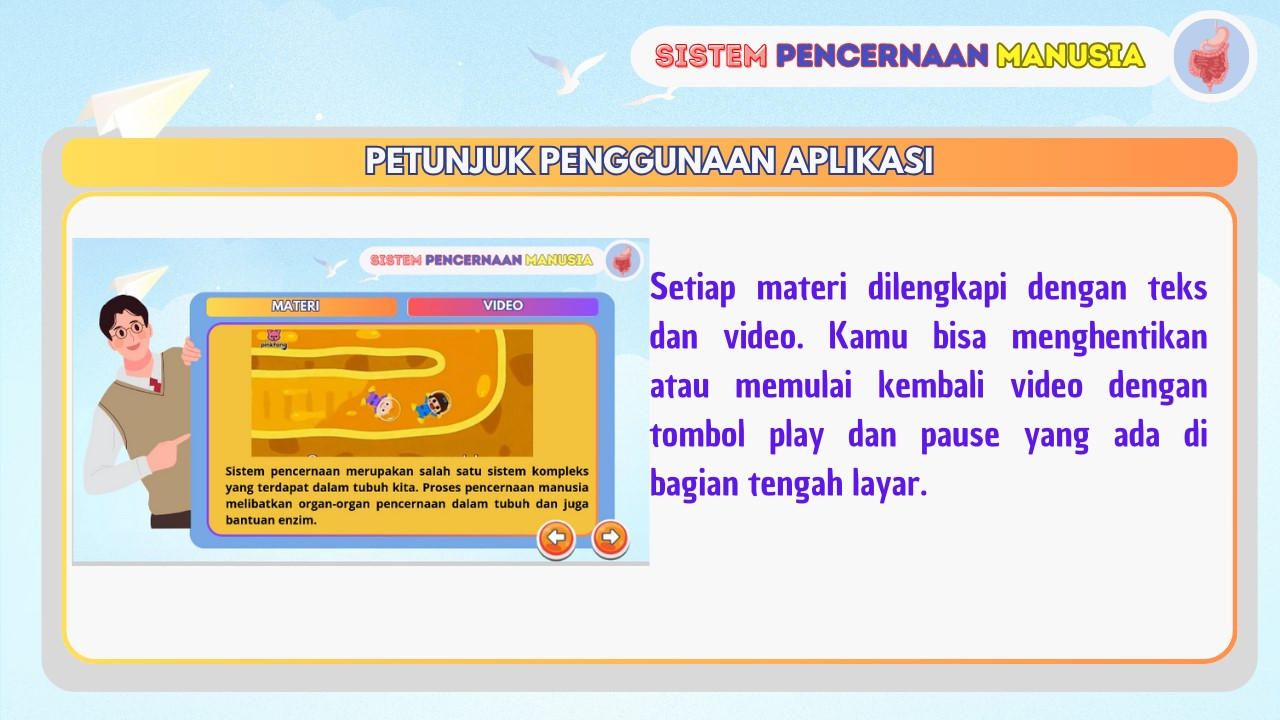 SISTEM PENCERNAAN MANUSIA
PETUNJUK PENGGUNAAN APLIKASI
SISTEM PENCERNAAN MANUSIA
MATERI
VIDEO
pinkfong
Sistem pencernaan merupakan salah satu sistem kompleks
yang terdapat dalam tubuh kita. Proses pencernaan manusia
melibatkan organ-organ pencernaan dalam tubuh dan juga
bantuan enzim.
Setiap materi dilengkapi dengan teks
dan video. Kamu bisa menghentikan
atau memulai kembali video dengan
tombol play dan pause yang ada di
bagian tengah layar.